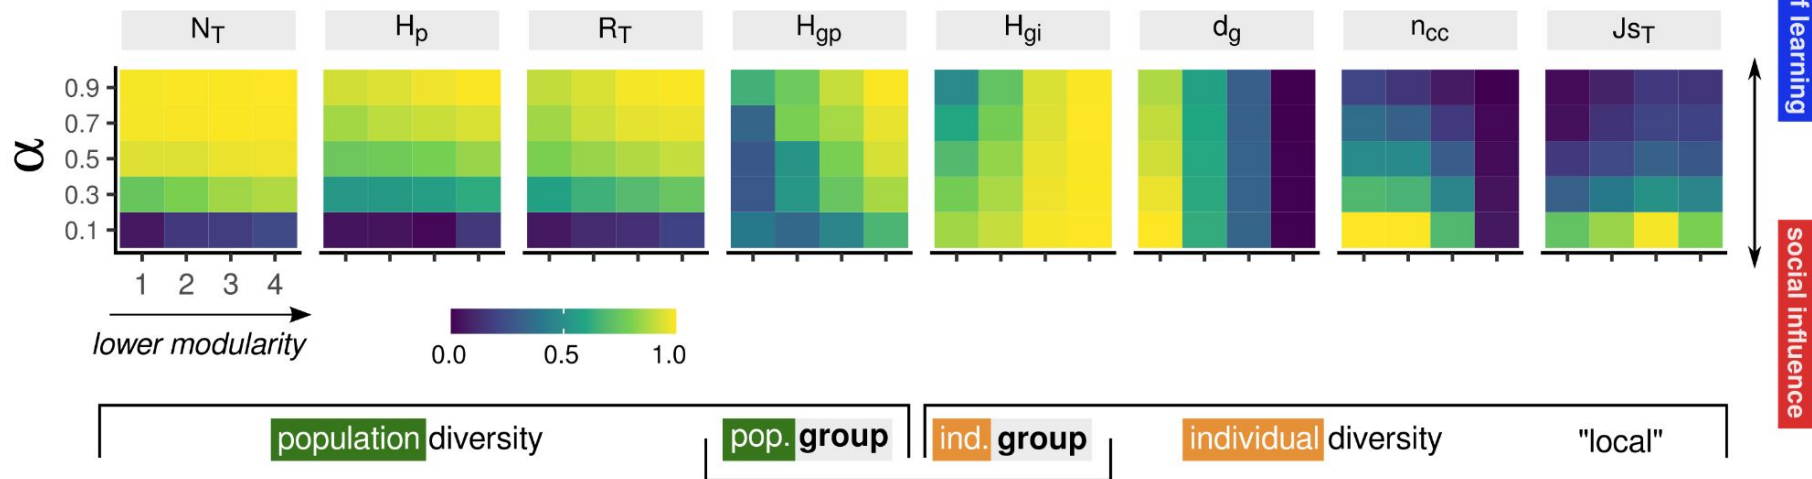 N_T H_p R_T H_gp H_gi d_g n_cc Js_T
α
0.9
0.7
0.5
0.3
0.1
1 2 3 4
lower modularity
0.0 0.5 1.0
population diversity
pop. group
ind. group
individual diversity
"local"
learning
social influence